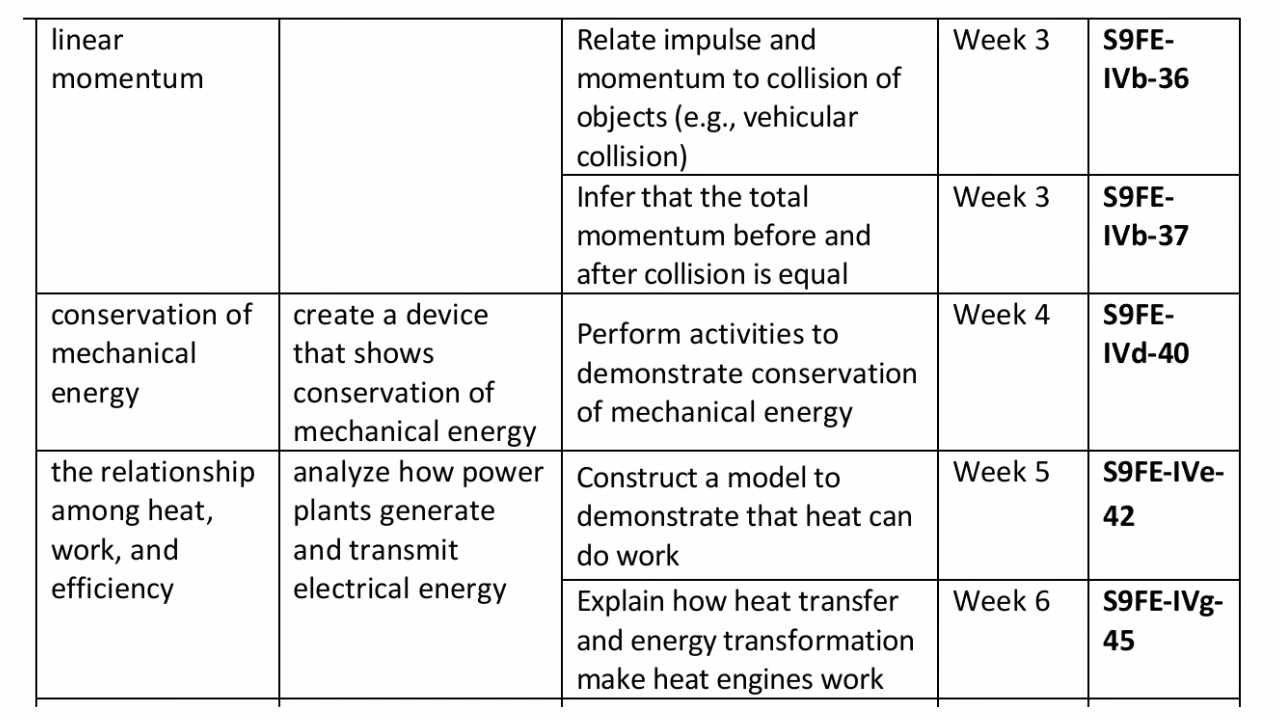 linear
momentum
Relate impulse and
momentum to collision of
objects (e.g., vehicular
collision)
Week 3
S9FE-
IVb-36
Infer that the total
momentum before and
after collision is equal
Week 3
S9FE-
IVb-37
conservation of
mechanical
energy
create a device
that shows
conservation of
mechanical energy
Perform activities to
demonstrate conservation
of mechanical energy
Week 4
S9FE-
IVd-40
the relationship
among heat,
work, and
efficiency
analyze how power
plants generate
and transmit
electrical energy
Construct a model to
demonstrate that heat can
do work
Week 5
S9FE-IVe-
42
Explain how heat transfer
and energy transformation
make heat engines work
Week 6
S9FE-IVg-
45